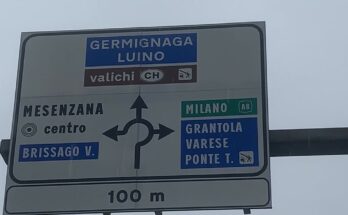 GERMIGNAGA
LUINO
valichi CH
MESENZANA
centro
BRISSAGO V.
MILANO A8
GRANTOLA
VARESE
PONTE T.
100 m